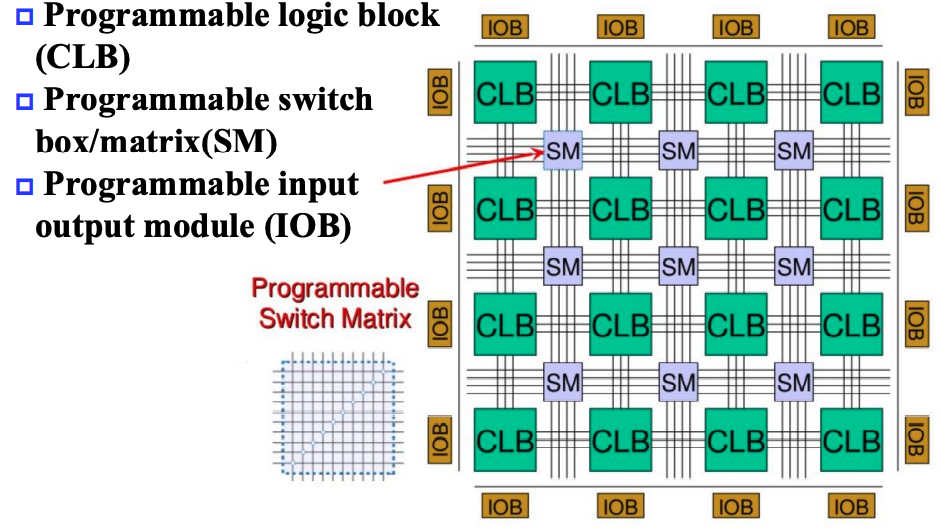 Programmable logic block
(CLB)
Programmable switch
box/matrix(SM)
Programmable input
output module (IOB)
Programmable
Switch Matrix
IOB IOB IOB IOB
IOB CLB CLB CLB CLB IOB
SM SM SM
IOB CLB CLB CLB CLB IOB
SM SM SM
IOB CLB CLB CLB CLB IOB
SM SM SM
IOB CLB CLB CLB CLB IOB
IOB IOB IOB IOB